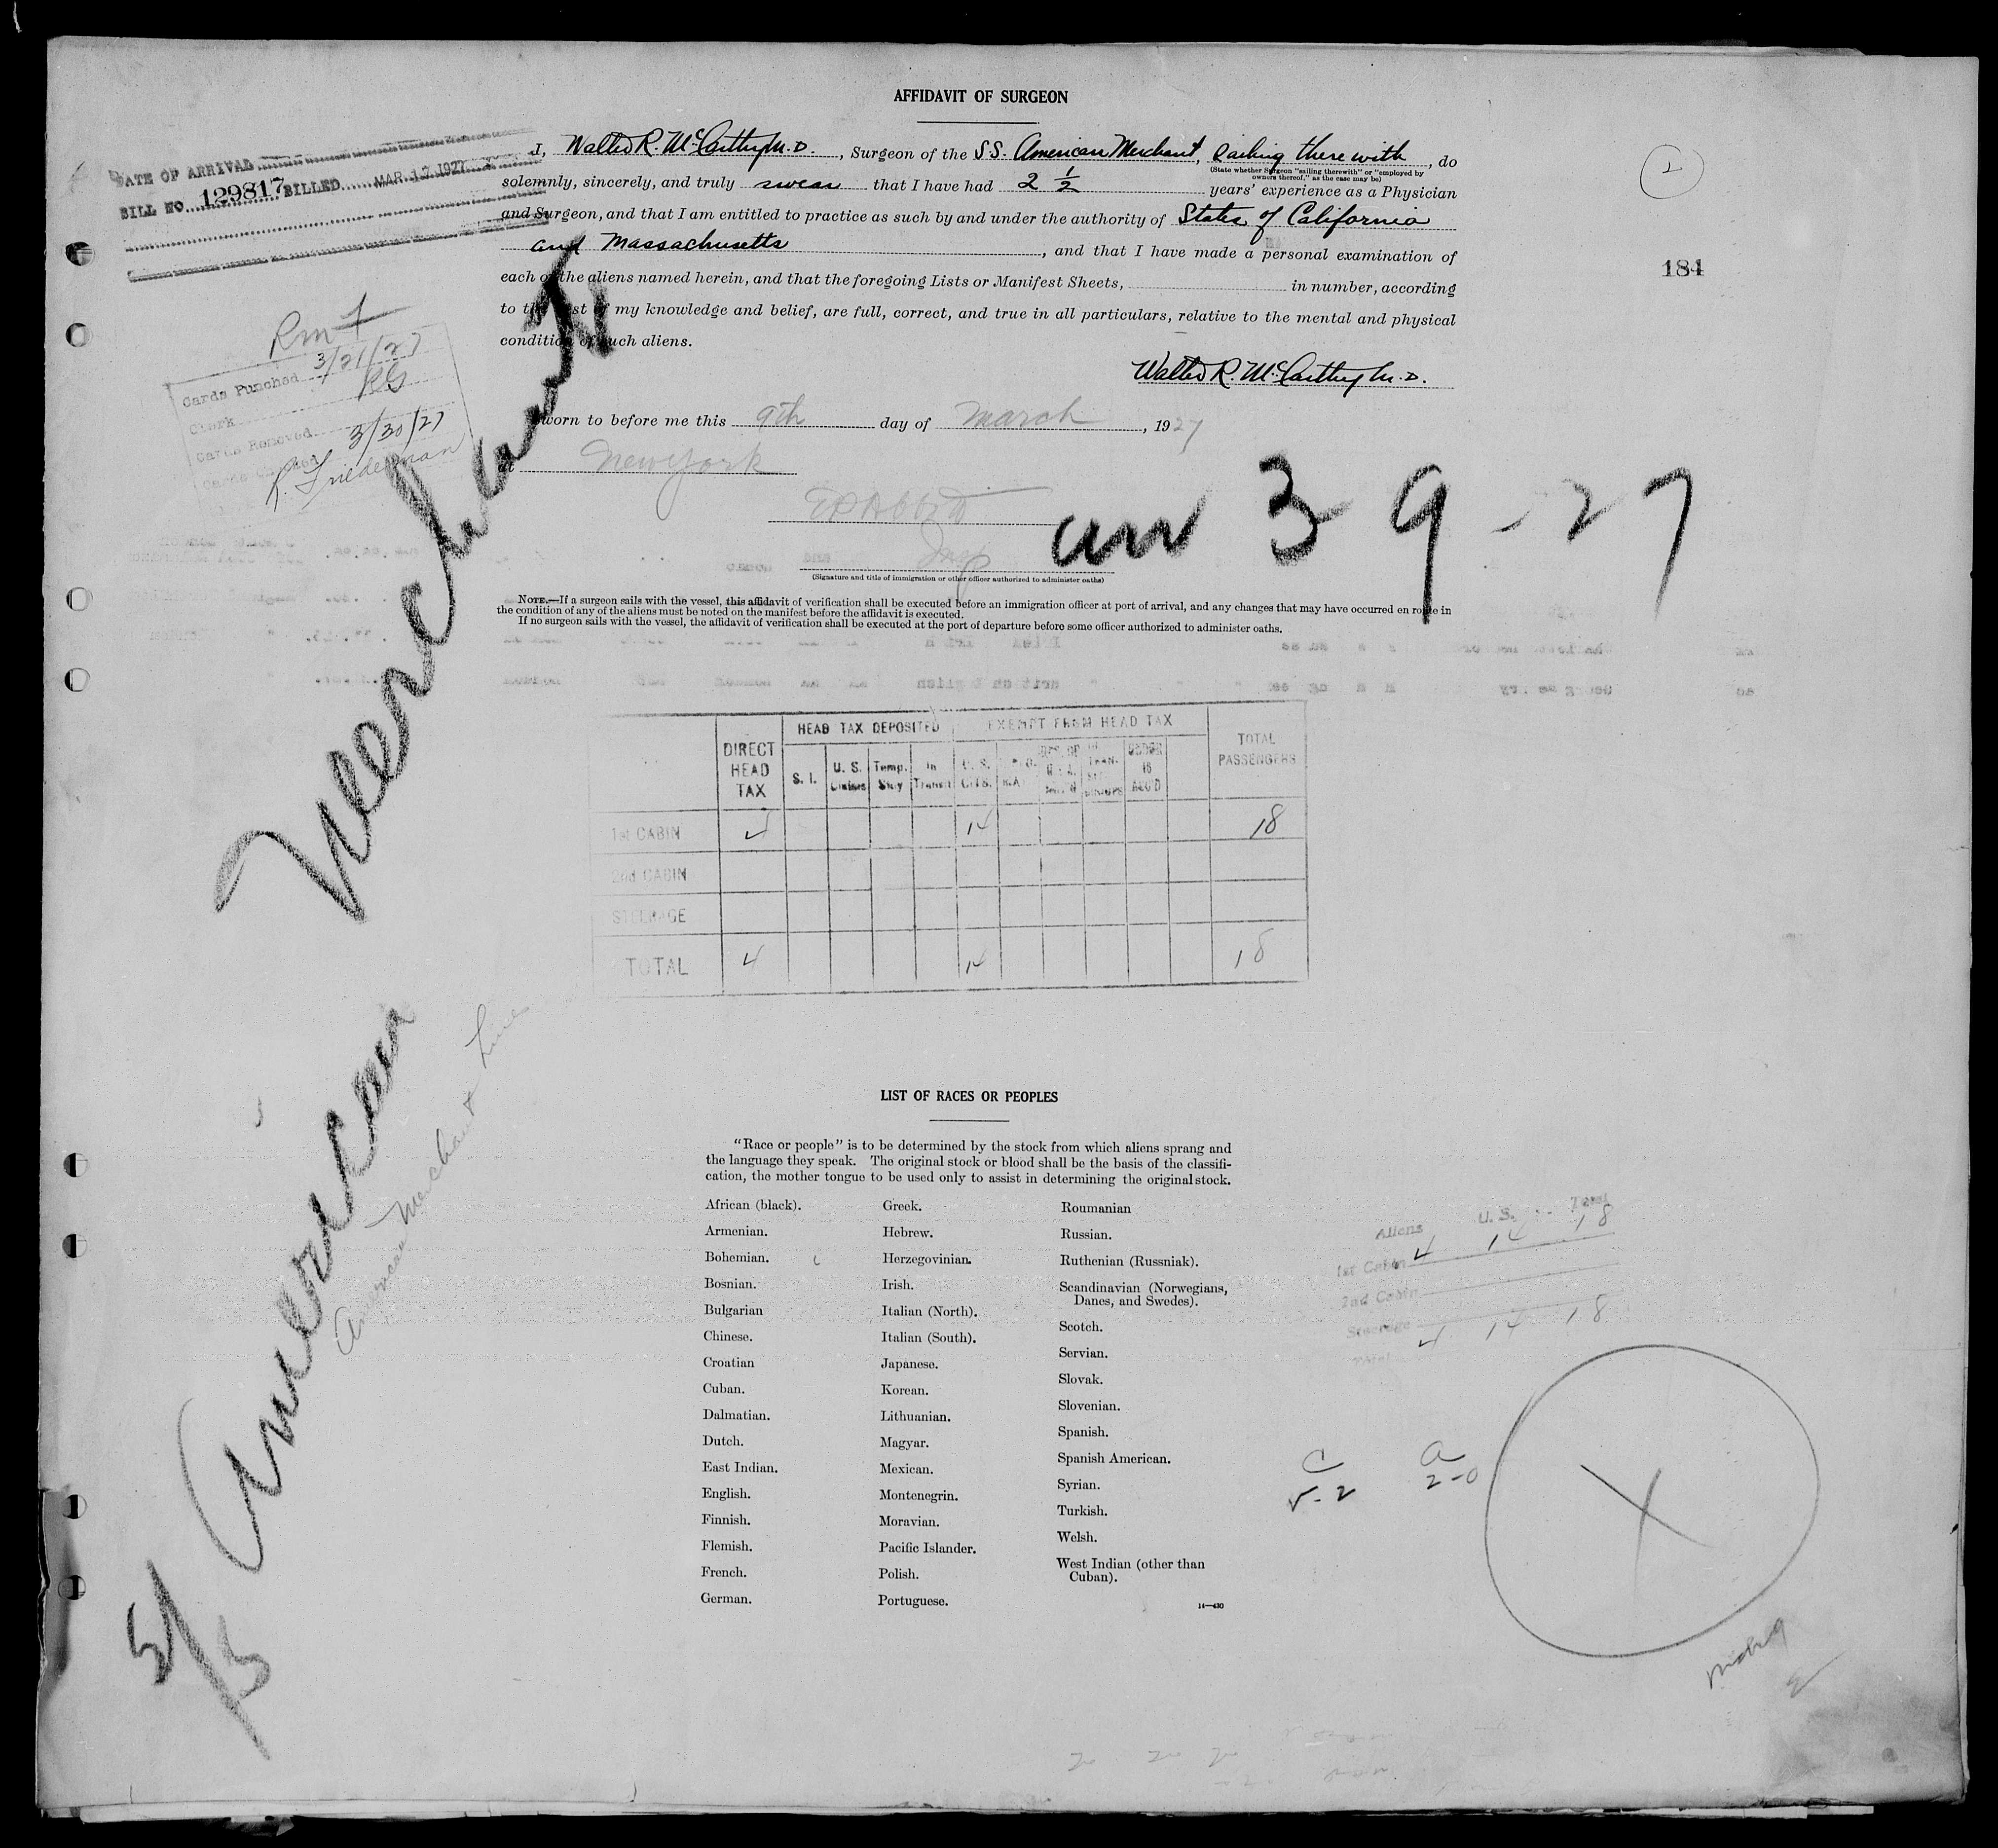 AFFIDAVIT OF SURGEON
I, Walter R. McCarthy M.D., Surgeon of the S.S. American Merchant, Sailing therewith, do
(State whether Surgeon "sailing therewith" or "employed by
owners thereof," as the case may be)
solemnly, sincerely, and truly swear that I have had 2 1/2 years' experience as a Physician
and Surgeon, and that I am entitled to practice as such by and under the authority of States of California
and Massachusetts, and that I have made a personal examination of
each of the aliens named herein, and that the foregoing Lists or Manifest Sheets, in number, according
to the best of my knowledge and belief, are full, correct, and true in all particulars, relative to the mental and physical
condition of such aliens.
Walter R. McCarthy M.D.
Sworn to before me this 9th day of March, 1927
at New York
Insp
(Signature and title of immigration or other officer authorized to administer oaths)
NOTE.—If a surgeon sails with the vessel, this affidavit of verification shall be executed before an immigration officer at port of arrival, and any changes that may have occurred en route in
the condition of any of the aliens must be noted on the manifest before the affidavit is executed.
If no surgeon sails with the vessel, the affidavit of verification shall be executed at the port of departure before some officer authorized to administer oaths.
DATE OF ARRIVAL
BILL No. 129817 BILLED MAR 17 1927
184
Cards Punched 3/21/27
Clerk RG
Cards Removed 3/30/27
R. Friedelman
American Merchant
arr 3 9 - 27
American Merchant Line
HEAD TAX DEPOSITED EXEMPT FROM HEAD TAX
DIRECT HEAD TAX S. I. U. S. Temp. Stay In Transit U. S. CITS. TOTAL PASSENGERS
1st CABIN 4 14 18
2nd CABIN
STEERAGE
TOTAL 4 14 18
LIST OF RACES OR PEOPLES
"Race or people" is to be determined by the stock from which aliens sprang and
the language they speak. The original stock or blood shall be the basis of the classifi-
cation, the mother tongue to be used only to assist in determining the original stock.
African (black).
Armenian.
Bohemian.
Bosnian.
Bulgarian
Chinese.
Croatian
Cuban.
Dalmatian.
Dutch.
East Indian.
English.
Finnish.
Flemish.
French.
German.
Greek.
Hebrew.
Herzegovinian.
Irish.
Italian (North).
Italian (South).
Japanese.
Korean.
Lithuanian.
Magyar.
Mexican.
Montenegrin.
Moravian.
Pacific Islander.
Polish.
Portuguese.
Roumanian
Russian.
Ruthenian (Russniak).
Scandinavian (Norwegians,
Danes, and Swedes).
Scotch.
Servian.
Slovak.
Slovenian.
Spanish.
Spanish American.
Syrian.
Turkish.
Welsh.
West Indian (other than
Cuban).
14—430
Aliens U. S. Total
1st Cabin 4 14 18
2nd Cabin
Steerage
4 14 18